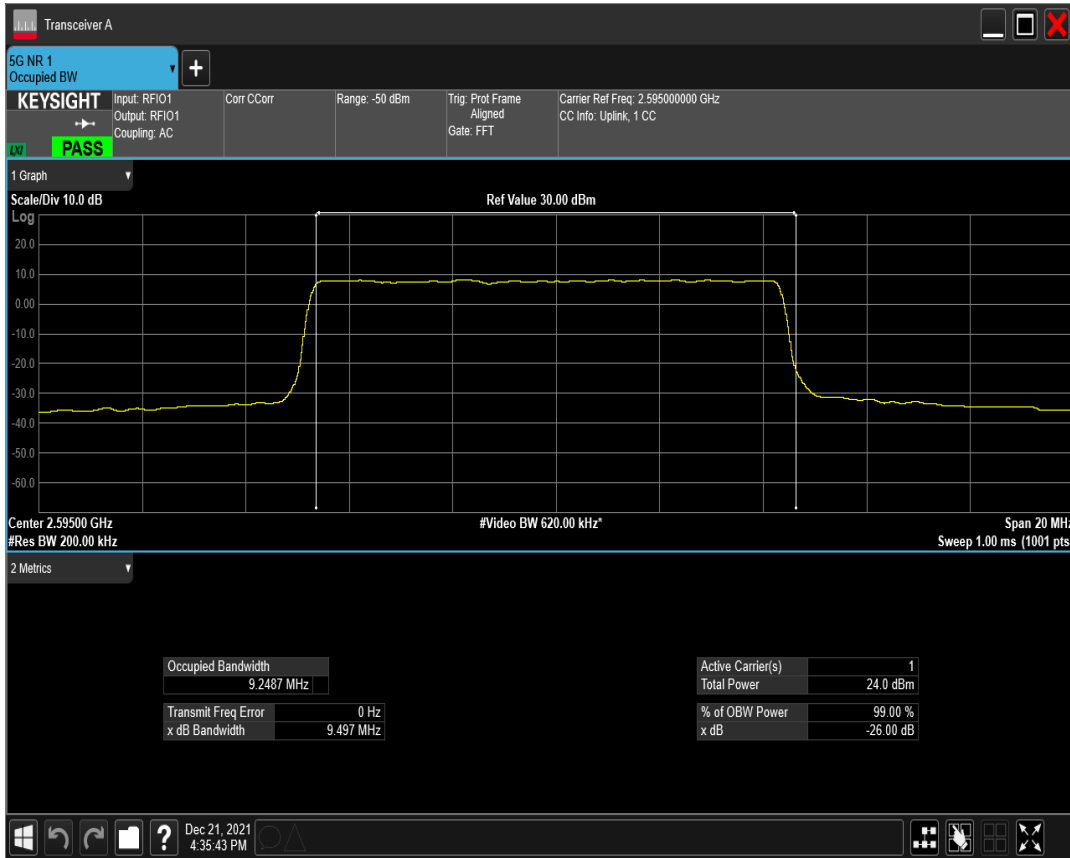 Transceiver A
5G NR 1
Occupied BW
+
KEYSIGHT
LXI
PASS
Input: RFIO1
Output: RFIO1
Coupling: AC
Corr CCorr
Range: -50 dBm
Trig: Prot Frame
Aligned
Gate: FFT
Carrier Ref Freq: 2.595000000 GHz
CC Info: Uplink, 1 CC
1 Graph
Scale/Div 10.0 dB
Ref Value 30.00 dBm
Log
20.0
10.0
0.00
-10.0
-20.0
-30.0
-40.0
-50.0
-60.0
Center 2.59500 GHz
#Video BW 620.00 kHz*
Span 20 MHz
#Res BW 200.00 kHz
Sweep 1.00 ms (1001 pts
2 Metrics
Occupied Bandwidth
9.2487 MHz
Transmit Freq Error 0 Hz
x dB Bandwidth 9.497 MHz
Active Carrier(s) 1
Total Power 24.0 dBm
% of OBW Power 99.00 %
x dB -26.00 dB
?
Dec 21, 2021
4:35:43 PM